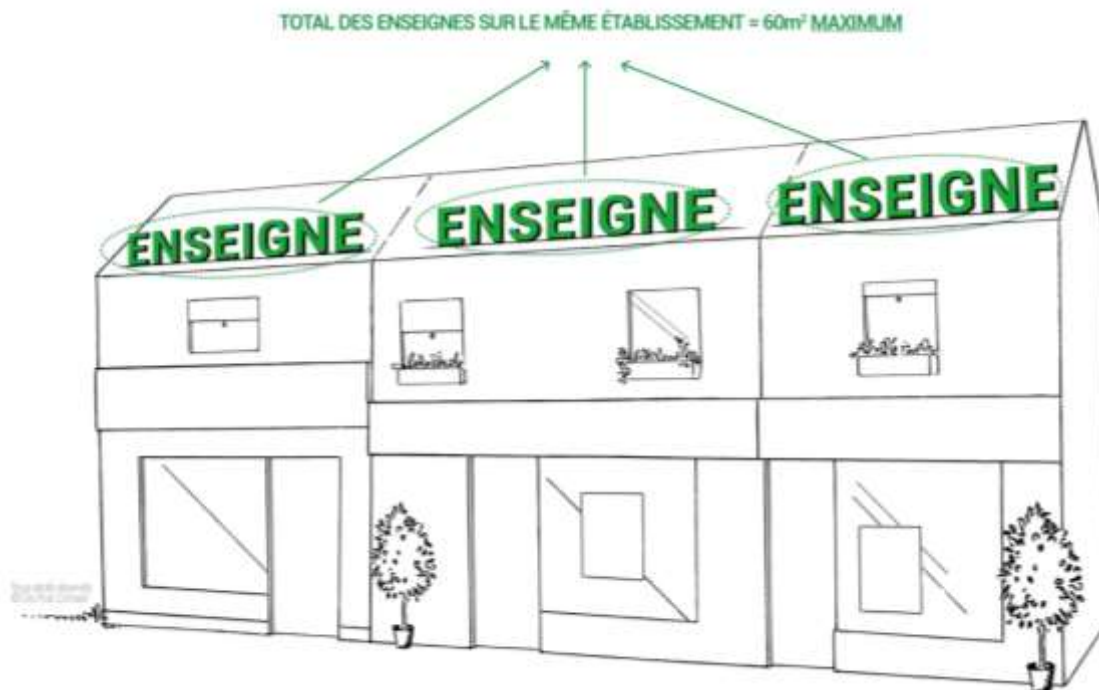 TOTAL DES ENSEIGNES SUR LE MÊME ÉTABLISSEMENT = 60m² MAXIMUM
ENSEIGNE ENSEIGNE ENSEIGNE